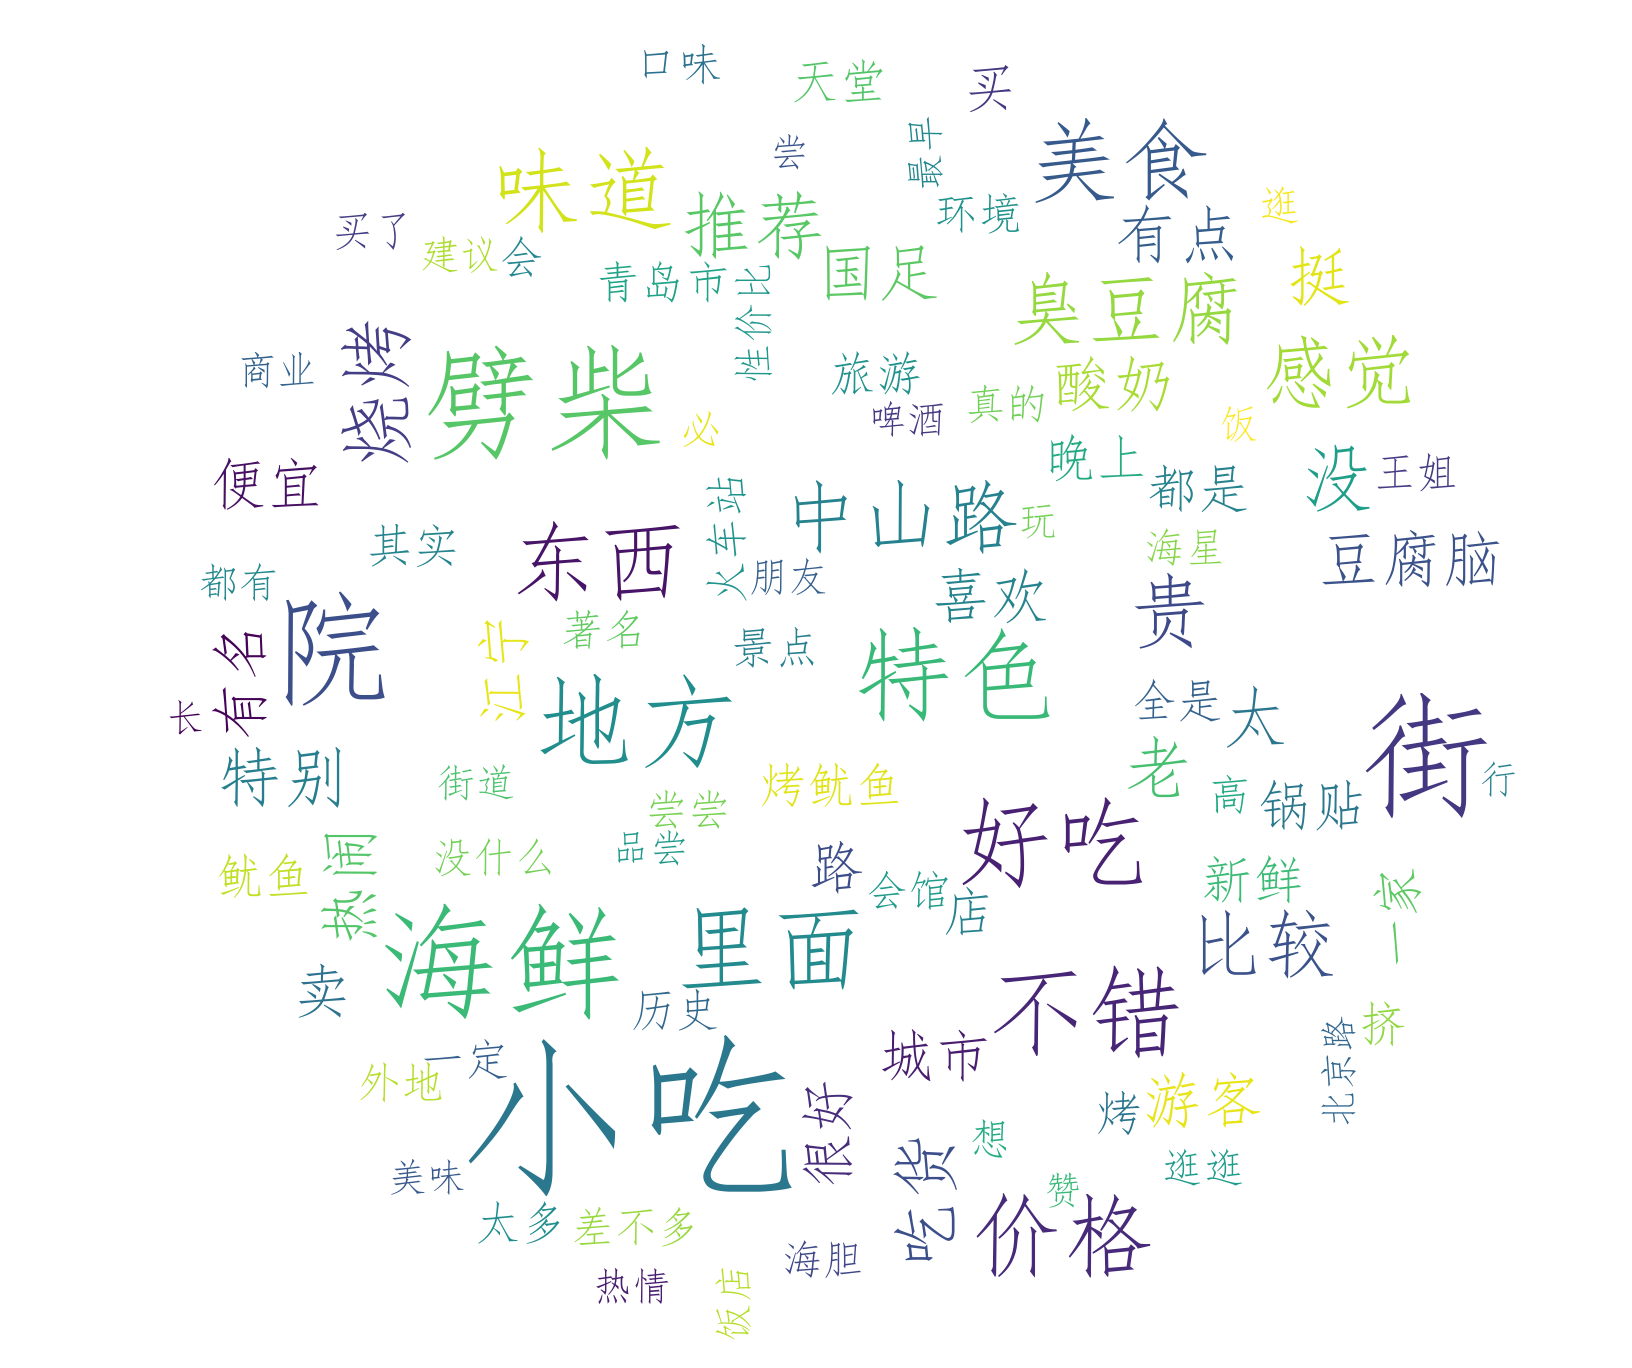 口味
天堂
买
尝
最早
美食
味道
推荐
环境
逛
买了
建议
会
有点
青岛市
性价比
国足
臭豆腐
挺
烧烤
商业
劈柴
旅游
酸奶
感觉
必
啤酒
真的
饭
便宜
晚上
都是
没
王姐
火车站
中山路
玩
其实
东西
海星
豆腐脑
都有
朋友
喜欢
贵
院
有名
江宁
著名
景点
特色
长
地方
全是
太
街
特别
街道
烤鱿鱼
老
高
锅贴
行
尝尝
好吃
鱿鱼
热闹
没什么
品尝
路
会馆
店
新鲜
一家
海鲜
里面
比较
卖
历史
不错
外地
一定
小吃
城市
北京路
挤
很好
烤
游客
美味
吃货
想
逛逛
太多
差不多
赞
价格
海胆
热情
饭店